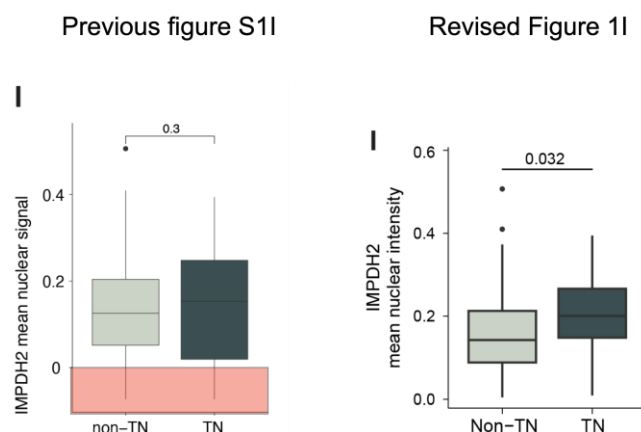 Previous figure S1I
Revised Figure 1I
I
0.3
IMPDH2 mean nuclear signal
0.4
0.2
0
non−TN
TN
I
0.032
IMPDH2
mean nuclear intensity
0.6
0.4
0.2
0.0
Non−TN
TN